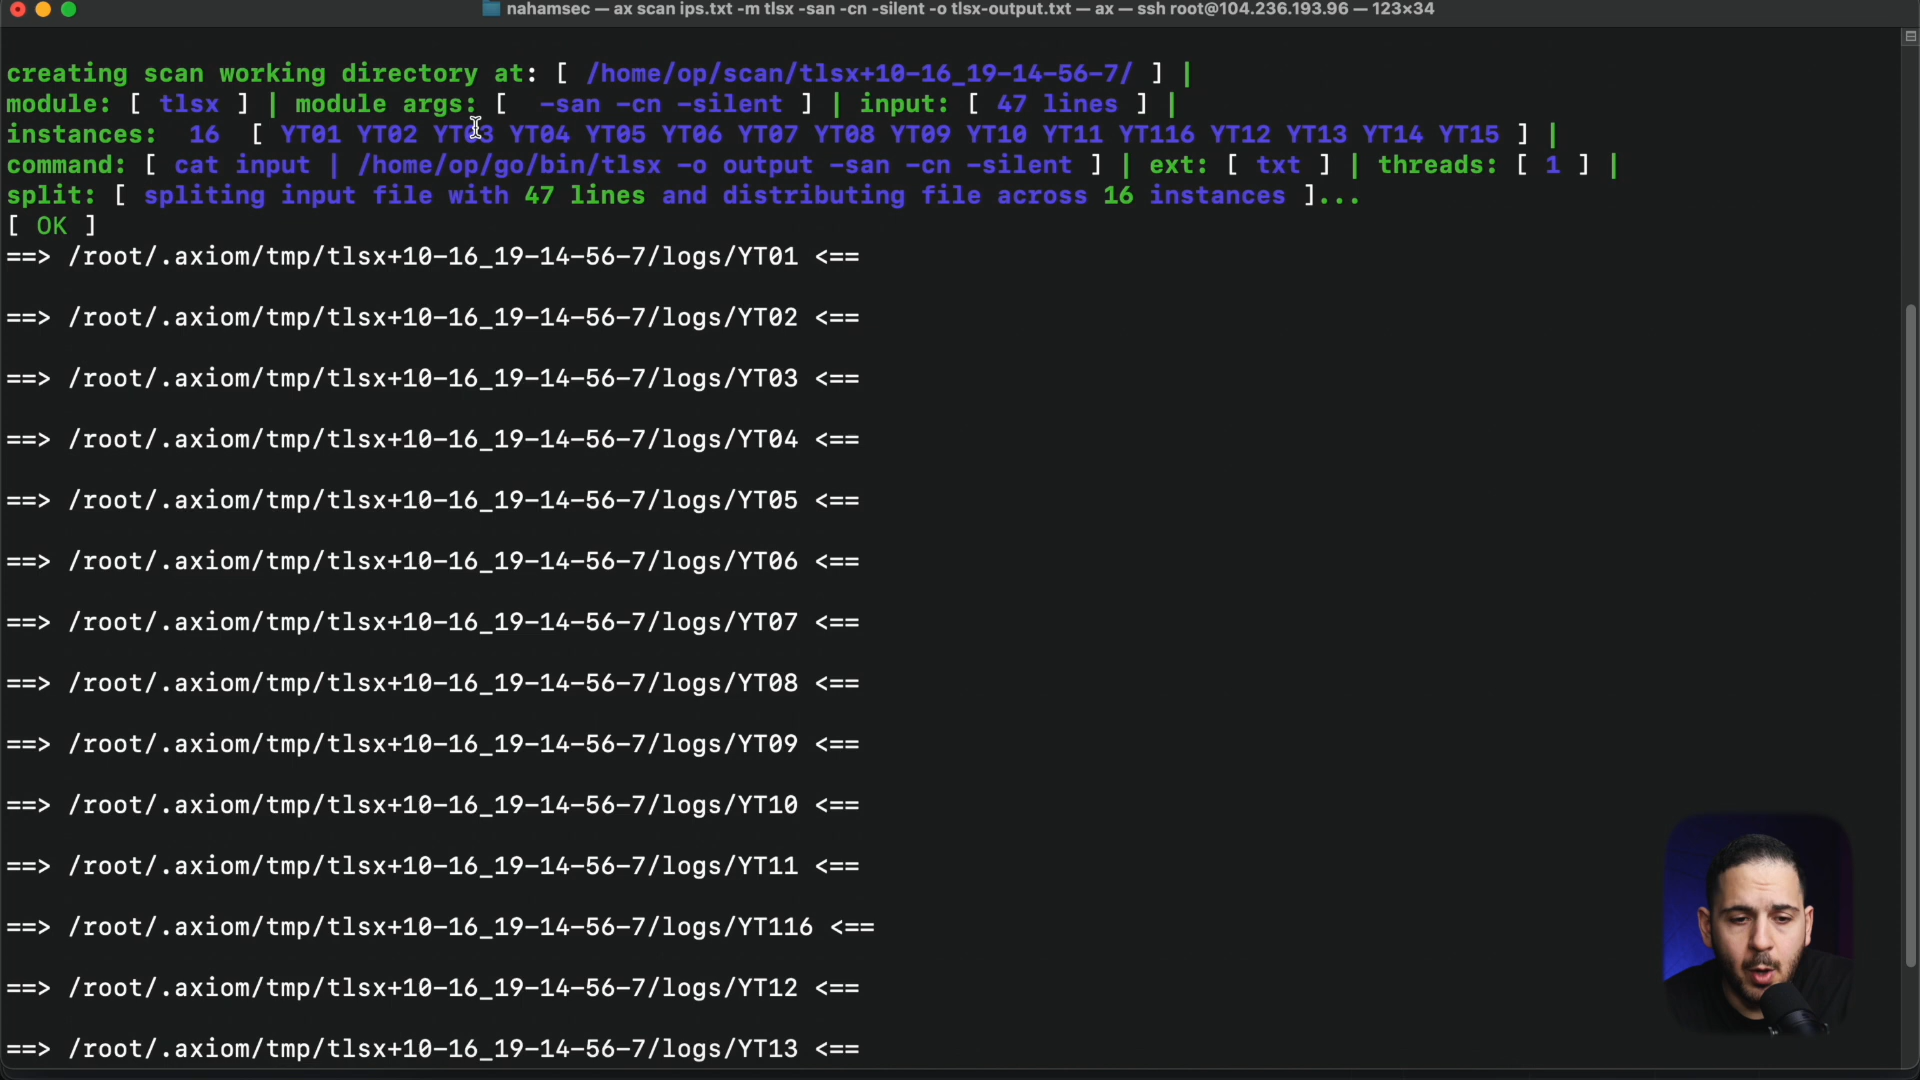 nahamsec — ax scan ips.txt -m tlsx -san -cn -silent -o tlsx-output.txt — ax — ssh root@104.236.193.96 — 123×34
creating scan working directory at: [ /home/op/scan/tlsx+10-16_19-14-56-7/ ] |
module: [ tlsx ] | module args: [  -san -cn -silent ] | input: [ 47 lines ] |
instances:  16  [ YT01 YT02 YT03 YT04 YT05 YT06 YT07 YT08 YT09 YT10 YT11 YT116 YT12 YT13 YT14 YT15 ] |
command: [ cat input | /home/op/go/bin/tlsx -o output -san -cn -silent ] | ext: [ txt ] | threads: [ 1 ] |
split: [ spliting input file with 47 lines and distributing file across 16 instances ]...
[ OK ]
==> /root/.axiom/tmp/tlsx+10-16_19-14-56-7/logs/YT01 <==
==> /root/.axiom/tmp/tlsx+10-16_19-14-56-7/logs/YT02 <==
==> /root/.axiom/tmp/tlsx+10-16_19-14-56-7/logs/YT03 <==
==> /root/.axiom/tmp/tlsx+10-16_19-14-56-7/logs/YT04 <==
==> /root/.axiom/tmp/tlsx+10-16_19-14-56-7/logs/YT05 <==
==> /root/.axiom/tmp/tlsx+10-16_19-14-56-7/logs/YT06 <==
==> /root/.axiom/tmp/tlsx+10-16_19-14-56-7/logs/YT07 <==
==> /root/.axiom/tmp/tlsx+10-16_19-14-56-7/logs/YT08 <==
==> /root/.axiom/tmp/tlsx+10-16_19-14-56-7/logs/YT09 <==
==> /root/.axiom/tmp/tlsx+10-16_19-14-56-7/logs/YT10 <==
==> /root/.axiom/tmp/tlsx+10-16_19-14-56-7/logs/YT11 <==
==> /root/.axiom/tmp/tlsx+10-16_19-14-56-7/logs/YT116 <==
==> /root/.axiom/tmp/tlsx+10-16_19-14-56-7/logs/YT12 <==
==> /root/.axiom/tmp/tlsx+10-16_19-14-56-7/logs/YT13 <==